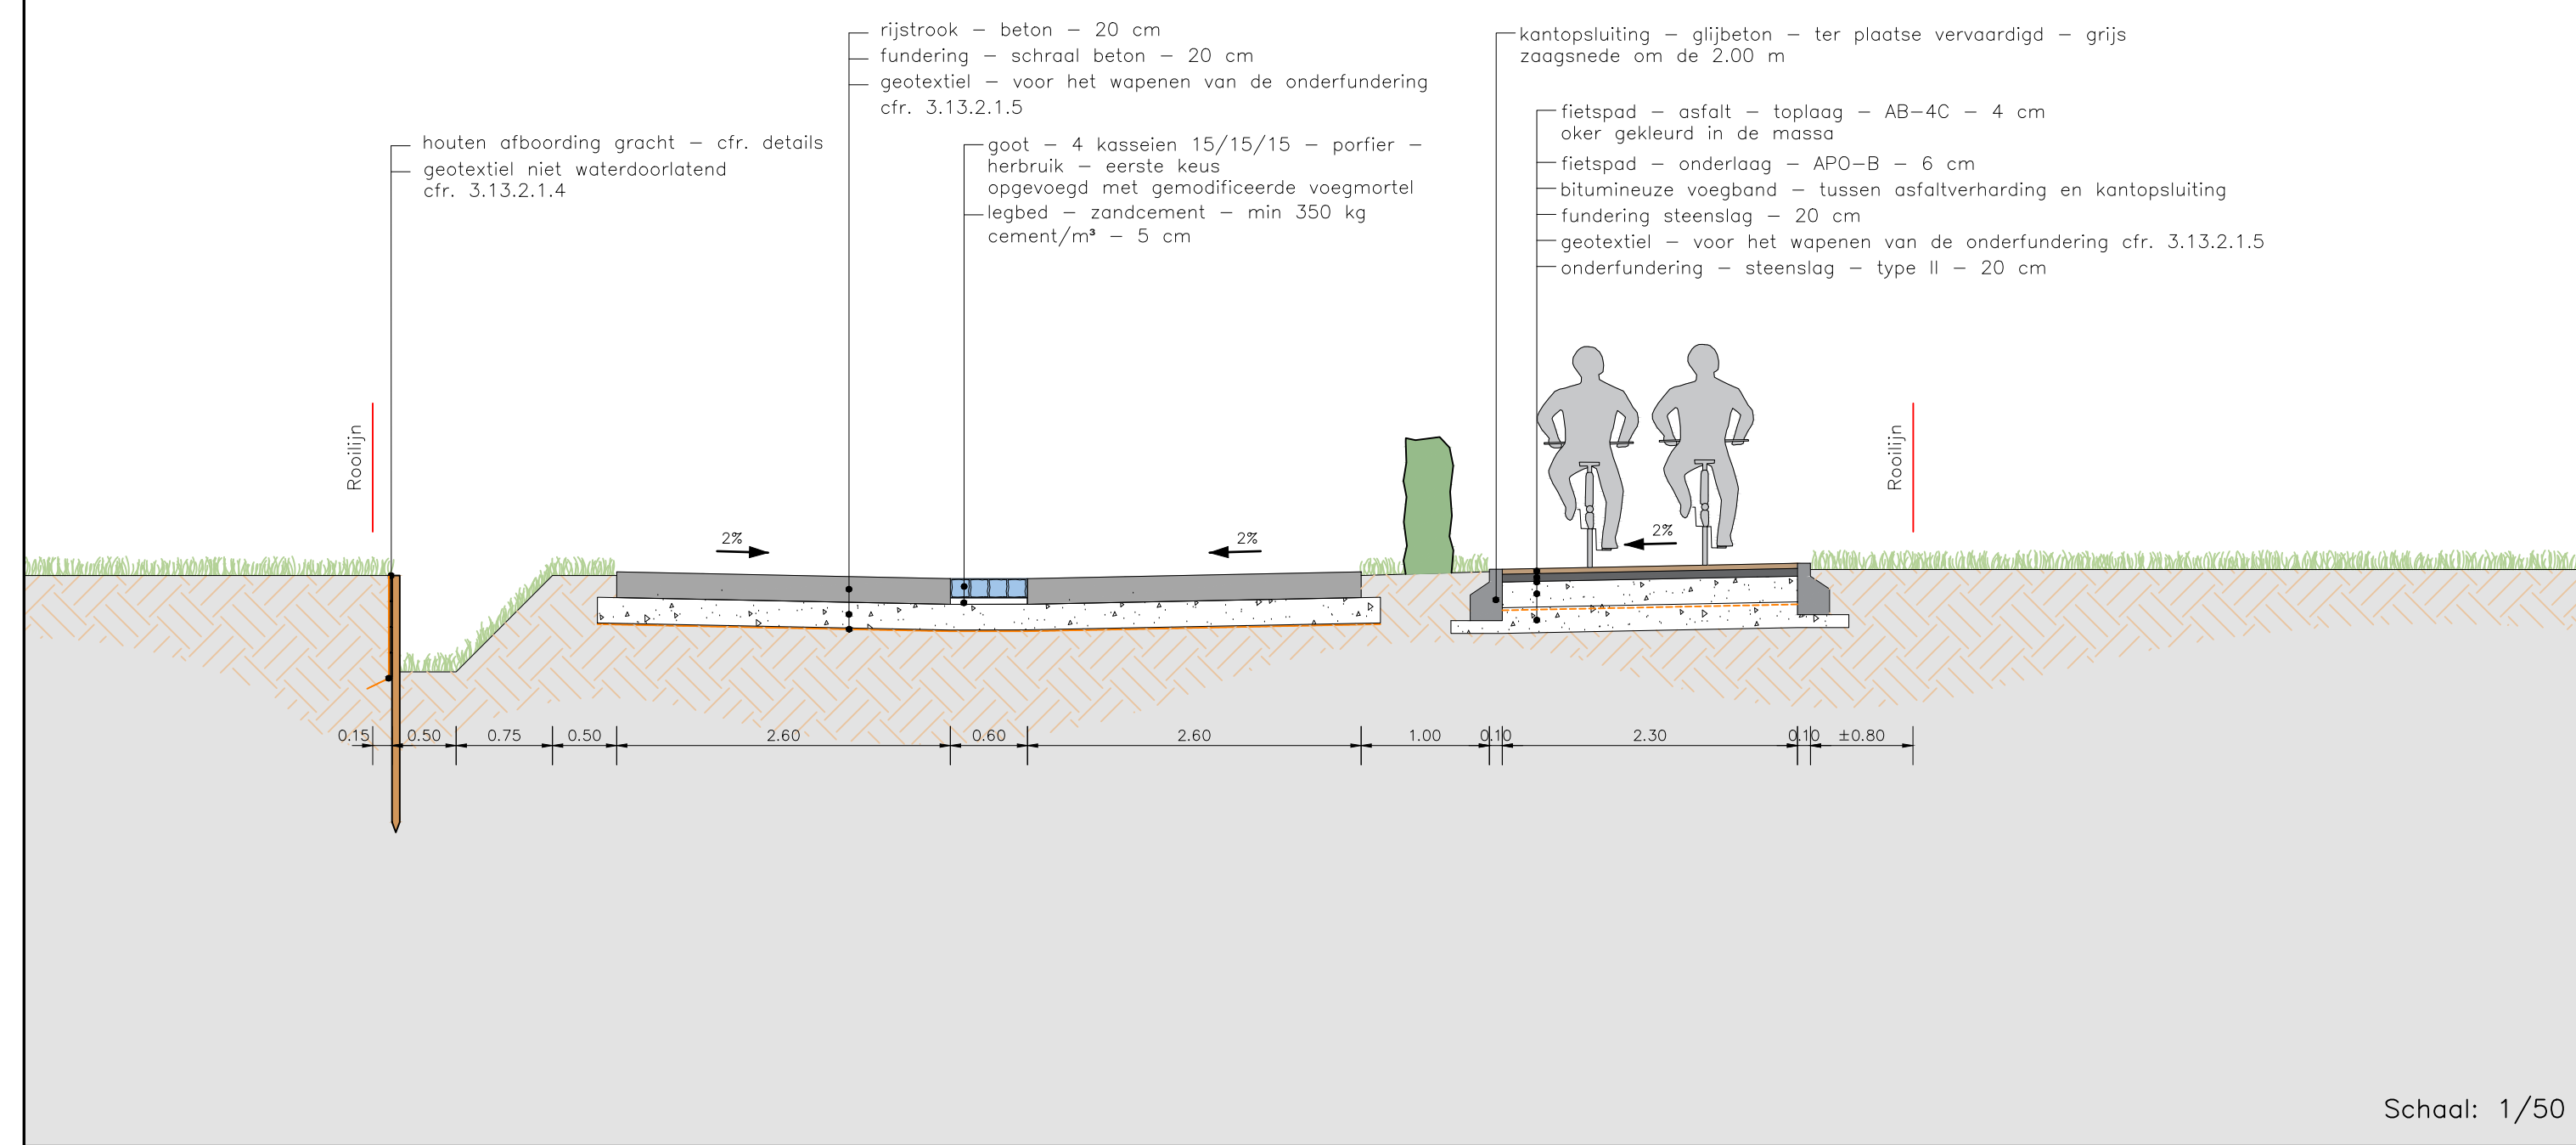 rijstrook – beton – 20 cm
fundering – schraal beton – 20 cm
geotextiel – voor het wapenen van de onderfundering
cfr. 3.13.2.1.5
kantopsluiting – glijbeton – ter plaatse vervaardigd – grijs
zaagsnede om de 2.00 m
houten afboording gracht – cfr. details
geotextiel niet waterdoorlatend
cfr. 3.13.2.1.4
goot – 4 kasseien 15/15/15 – porfier –
herbruik – eerste keus
opgevoegd met gemodificeerde voegmortel
legbed – zandcement – min 350 kg
cement/m³ – 5 cm
fietspad – asfalt – toplaag – AB-4C – 4 cm
oker gekleurd in de massa
fietspad – onderlaag – APO-B – 6 cm
bitumineuze voegband – tussen asfaltverharding en kantopsluiting
fundering steenslag – 20 cm
geotextiel – voor het wapenen van de onderfundering cfr. 3.13.2.1.5
onderfundering – steenslag – type II – 20 cm
Rooilijn
Rooilijn
2%
2%
2%
0.15 0.50 0.75 0.50 2.60 0.60 2.60 1.00 0.10 2.30 0.10 ±0.80
Schaal: 1/50